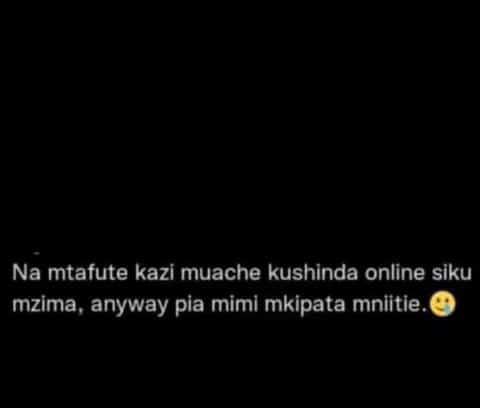 Na mtafute kazi muache kushinda online siku
mzima, anyway pia mimi mkipata mniitie.🥲